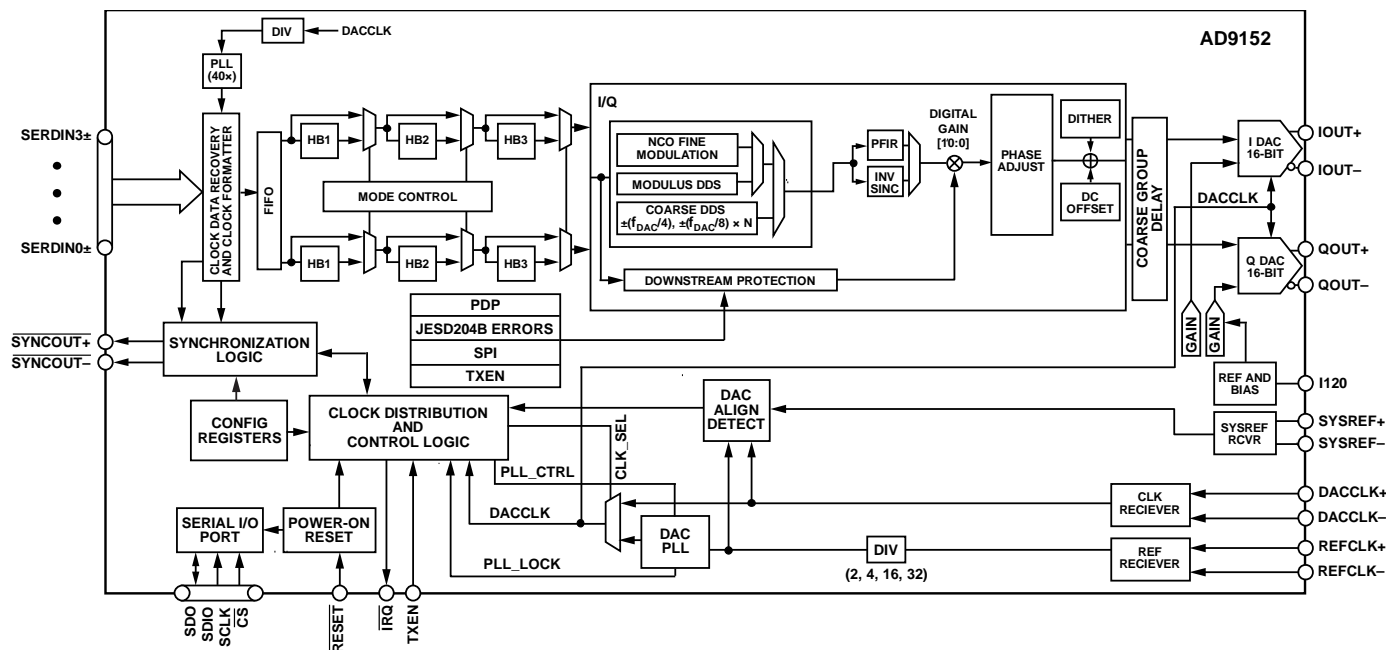 AD9152
DIV
DACCLK
PLL
(40×)
SERDIN3±
SERDIN0±
CLOCK DATA RECOVERY
AND CLOCK FORMATTER
FIFO
HB1
HB2
HB3
MODE CONTROL
HB1
HB2
HB3
I/Q
NCO FINE
MODULATION
MODULUS DDS
COARSE DDS
±(fDAC/4), ±(fDAC/8) × N
PFIR
INV
SINC
DIGITAL
GAIN
[10:0]
PHASE
ADJUST
DITHER
DC
OFFSET
COARSE GROUP
DELAY
DOWNSTREAM PROTECTION
I DAC
16-BIT
IOUT+
IOUT–
DACCLK
Q DAC
16-BIT
QOUT+
QOUT–
GAIN
GAIN
REF AND
BIAS
I120
PDP
JESD204B ERRORS
SPI
TXEN
SYNCOUT+
SYNCOUT–
SYNCHRONIZATION
LOGIC
CONFIG
REGISTERS
CLOCK DISTRIBUTION
AND
CONTROL LOGIC
DAC
ALIGN
DETECT
SYSREF
RCVR
SYSREF+
SYSREF–
CLK_SEL
PLL_CTRL
DACCLK
PLL_LOCK
DAC
PLL
DIV
(2, 4, 16, 32)
CLK
RECIEVER
DACCLK+
DACCLK–
REF
RECIEVER
REFCLK+
REFCLK–
SERIAL I/O
PORT
POWER-ON
RESET
SDO
SDIO
SCLK
CS
RESET
IRQ
TXEN